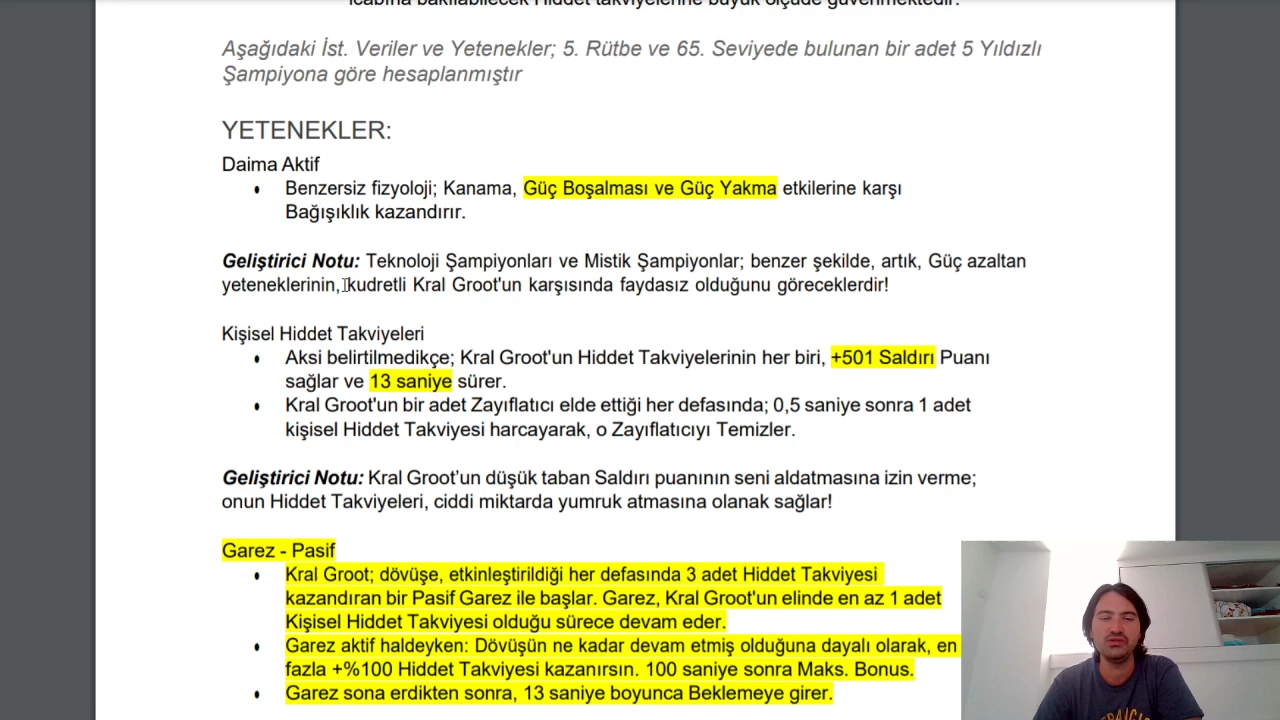 icabına bakılabilecek Hiddet takviyelerine büyük ölçüde güvenmektedir.
Aşağıdaki İst. Veriler ve Yetenekler; 5. Rütbe ve 65. Seviyede bulunan bir adet 5 Yıldızlı
Şampiyona göre hesaplanmıştır
YETENEKLER:
Daima Aktif
• Benzersiz fizyoloji; Kanama, Güç Boşalması ve Güç Yakma etkilerine karşı
Bağışıklık kazandırır.
Geliştirici Notu: Teknoloji Şampiyonları ve Mistik Şampiyonlar; benzer şekilde, artık, Güç azaltan
yeteneklerinin, kudretli Kral Groot'un karşısında faydasız olduğunu göreceklerdir!
Kişisel Hiddet Takviyeleri
• Aksi belirtilmedikçe; Kral Groot'un Hiddet Takviyelerinin her biri, +501 Saldırı Puanı
sağlar ve 13 saniye sürer.
• Kral Groot'un bir adet Zayıflatıcı elde ettiği her defasında; 0,5 saniye sonra 1 adet
kişisel Hiddet Takviyesi harcayarak, o Zayıflatıcıyı Temizler.
Geliştirici Notu: Kral Groot’un düşük taban Saldırı puanının seni aldatmasına izin verme;
onun Hiddet Takviyeleri, ciddi miktarda yumruk atmasına olanak sağlar!
Garez - Pasif
• Kral Groot; dövüşe, etkinleştirildiği her defasında 3 adet Hiddet Takviyesi
kazandıran bir Pasif Garez ile başlar. Garez, Kral Groot'un elinde en az 1 adet
Kişisel Hiddet Takviyesi olduğu sürece devam eder.
• Garez aktif haldeyken: Dövüşün ne kadar devam etmiş olduğuna dayalı olarak, en
fazla +%100 Hiddet Takviyesi kazanırsın. 100 saniye sonra Maks. Bonus.
• Garez sona erdikten sonra, 13 saniye boyunca Beklemeye girer.